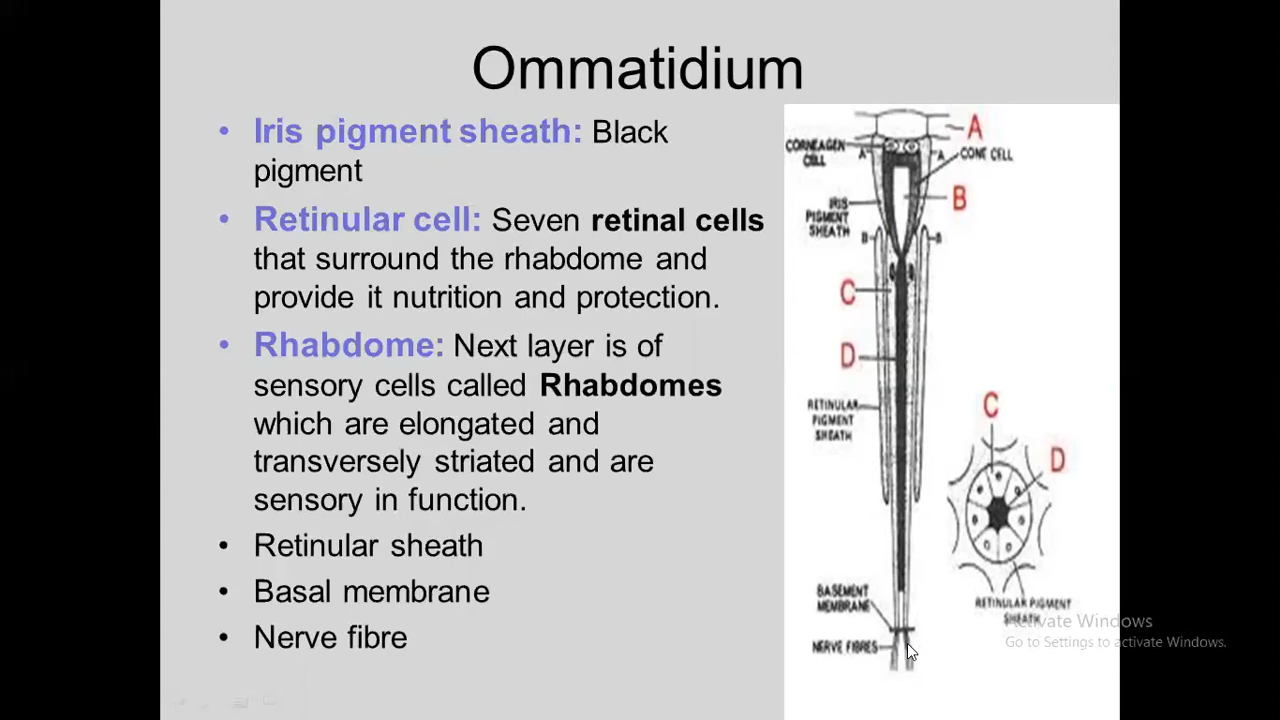 Ommatidium
• Iris pigment sheath: Black
pigment
• Retinular cell: Seven retinal cells
that surround the rhabdome and
provide it nutrition and protection.
• Rhabdome: Next layer is of
sensory cells called Rhabdomes
which are elongated and
transversely striated and are
sensory in function.
• Retinular sheath
• Basal membrane
• Nerve fibre
A
CORNEAGEN
CELL
A
A
CONE CELL
B
IRIS
PIGMENT
SHEATH
B
B
C
D
RETINULAR
PIGMENT
SHEATH
C
D
BASEMENT
MEMBRANE
RETINULAR PIGMENT
SHEATH
NERVE FIBRES
Activate Windows
Go to Settings to activate Windows.